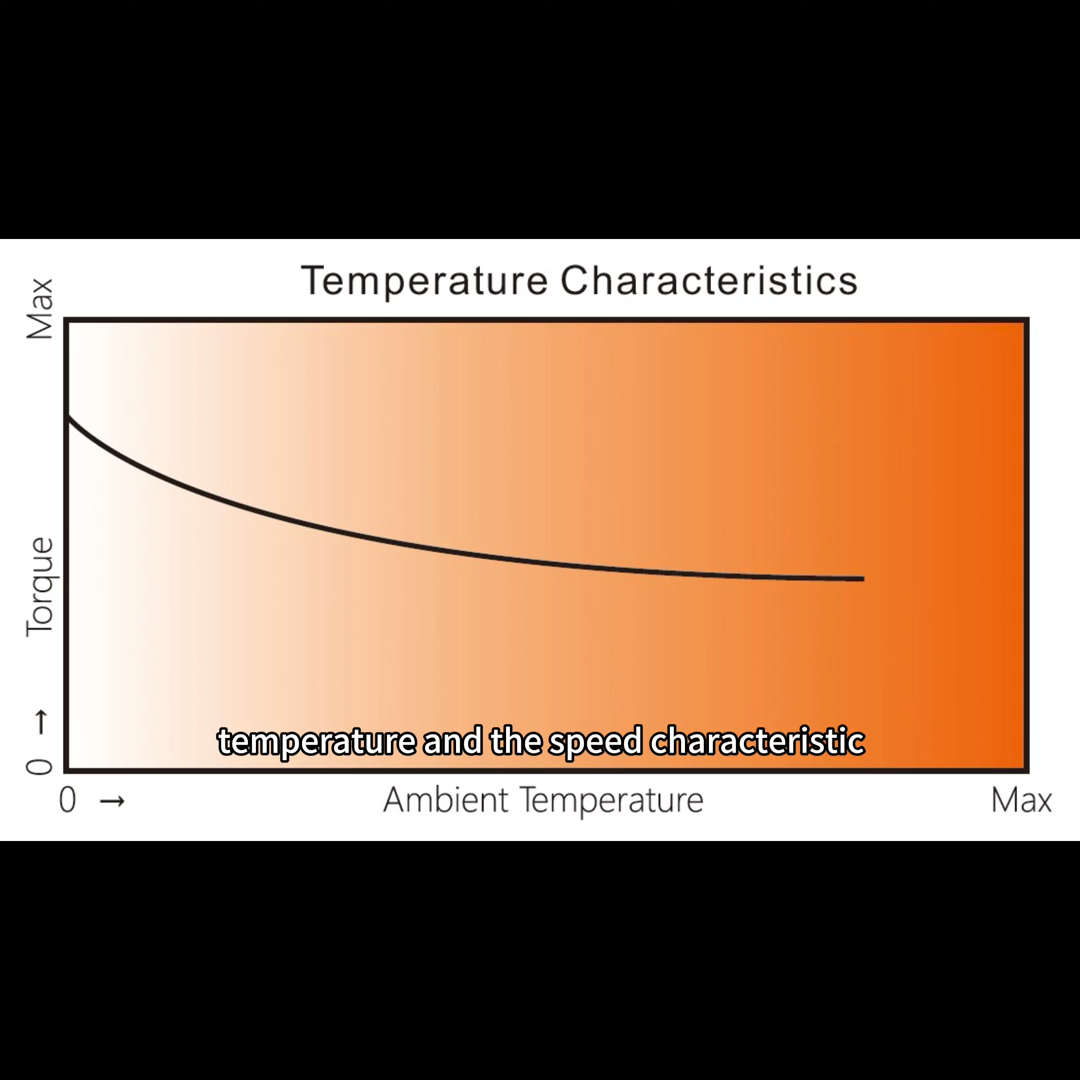 Temperature Characteristics
Max
Torque
0 →
temperature and the speed characteristic
0 → Ambient Temperature Max